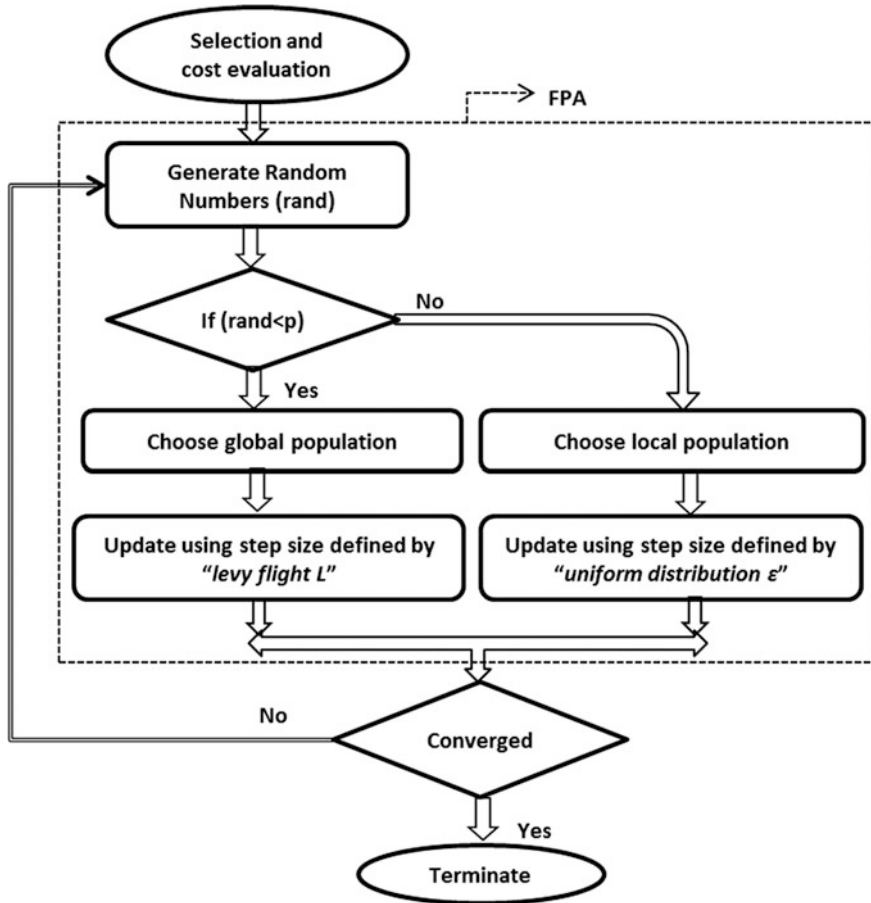 Selection and
cost evaluation
FPA
Generate Random
Numbers (rand)
If (rand<p)
No
Yes
Choose global population
Choose local population
Update using step size defined by
“levy flight L”
Update using step size defined by
“uniform distribution ε”
No
Converged
Yes
Terminate